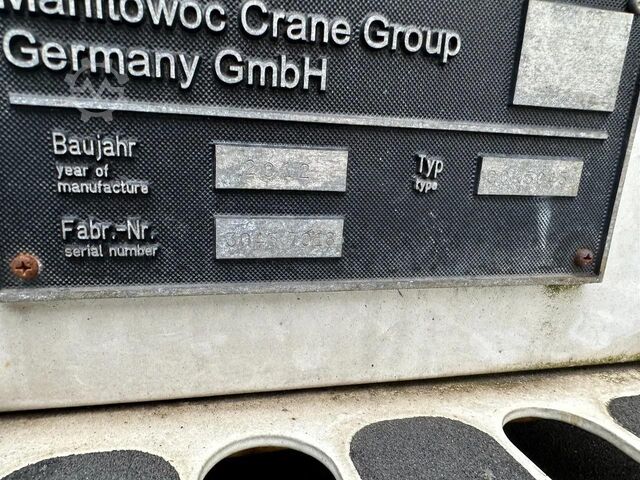 Manitowoc Crane Group
Germany GmbH
Baujahr
year of
manufacture
Typ
type
Fabr.-Nr.
serial number